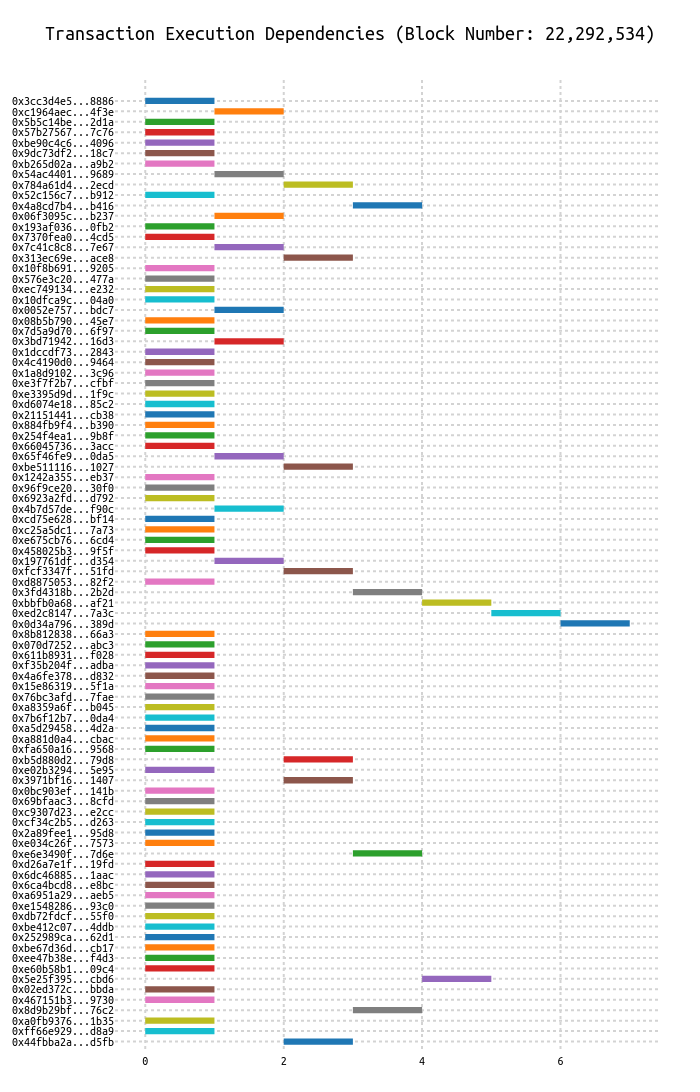 Transaction Execution Dependencies (Block Number: 22,292,534)
0x3cc3d4e5...8886
0xc1964aec...4f3e
0x5b5c14be...2d1a
0x57b27567...7c76
0xbe90c4c6...4096
0x9dc73df2...18c7
0xb265d02a...a9b2
0x54ac4401...9689
0x784a61d4...2ecd
0x52c156c7...b912
0x4a8cd7b4...b416
0x06f3095c...b237
0x193af036...0fb2
0x7370fea0...4cd5
0x7c41c8c8...7e67
0x313ec69e...ace8
0x10f8b691...9205
0x576e3c20...477a
0xec749134...e232
0x10dfca9c...04a0
0x0052e757...bdc7
0x08b5b790...45e7
0x7d5a9d70...6f97
0x3bd71942...16d3
0x1dccdf73...2843
0x4c4190d0...9464
0x1a8d9102...3c96
0xe3f7f2b7...cfbf
0xe3395d9d...1f9c
0xd6074e18...85c2
0x21151441...cb38
0x884fb9f4...b390
0x254f4ea1...9b8f
0x66045736...3acc
0x65f46fe9...0da5
0xbe511116...1027
0x1242a355...eb37
0x96f9ce20...30f0
0x6923a2fd...d792
0x4b7d57de...f90c
0xcd75e628...bf14
0xc25a5dc1...7a73
0xe675cb76...6cd4
0x458025b3...9f5f
0x197761df...d354
0xfcf3347f...51fd
0xd8875053...82f2
0x3fd4318b...2b2d
0xbbfb0a68...af21
0xed2c8147...7a3c
0x0d34a796...389d
0x8b812838...66a3
0x070d7252...abc3
0x611b8931...f028
0xf35b204f...adba
0x4a6fe378...d832
0x15e86319...5f1a
0x76bc3afd...7fae
0xa8359a6f...b045
0x7b6f12b7...0da4
0xa5d29458...4d2a
0xa881d0a4...cbac
0xfa650a16...9568
0xb5d880d2...79d8
0xe02b3294...5e95
0x3971bf16...1407
0x0bc903ef...141b
0x69bfaac3...8cfd
0xc9307d23...e2cc
0xcf34c2b5...d263
0x2a89fee1...95d8
0xe034c26f...7573
0xe6e3490f...7d6e
0xd26a7e1f...19fd
0x6dc46885...1aac
0x6ca4bcd8...e8bc
0xa6951a29...aeb5
0xe1548286...93c0
0xdb72fdcf...55f0
0xbe412c07...4ddb
0x252989ca...62d1
0xbe67d36d...cb17
0xee47b38e...f4d3
0xe60b58b1...09c4
0x5e25f395...cbd6
0x02ed372c...bbda
0x467151b3...9730
0x8d9b29bf...76c2
0xa0fb9376...1b35
0xff66e929...d8a9
0x44fbba2a...d5fb
0 2 4 6